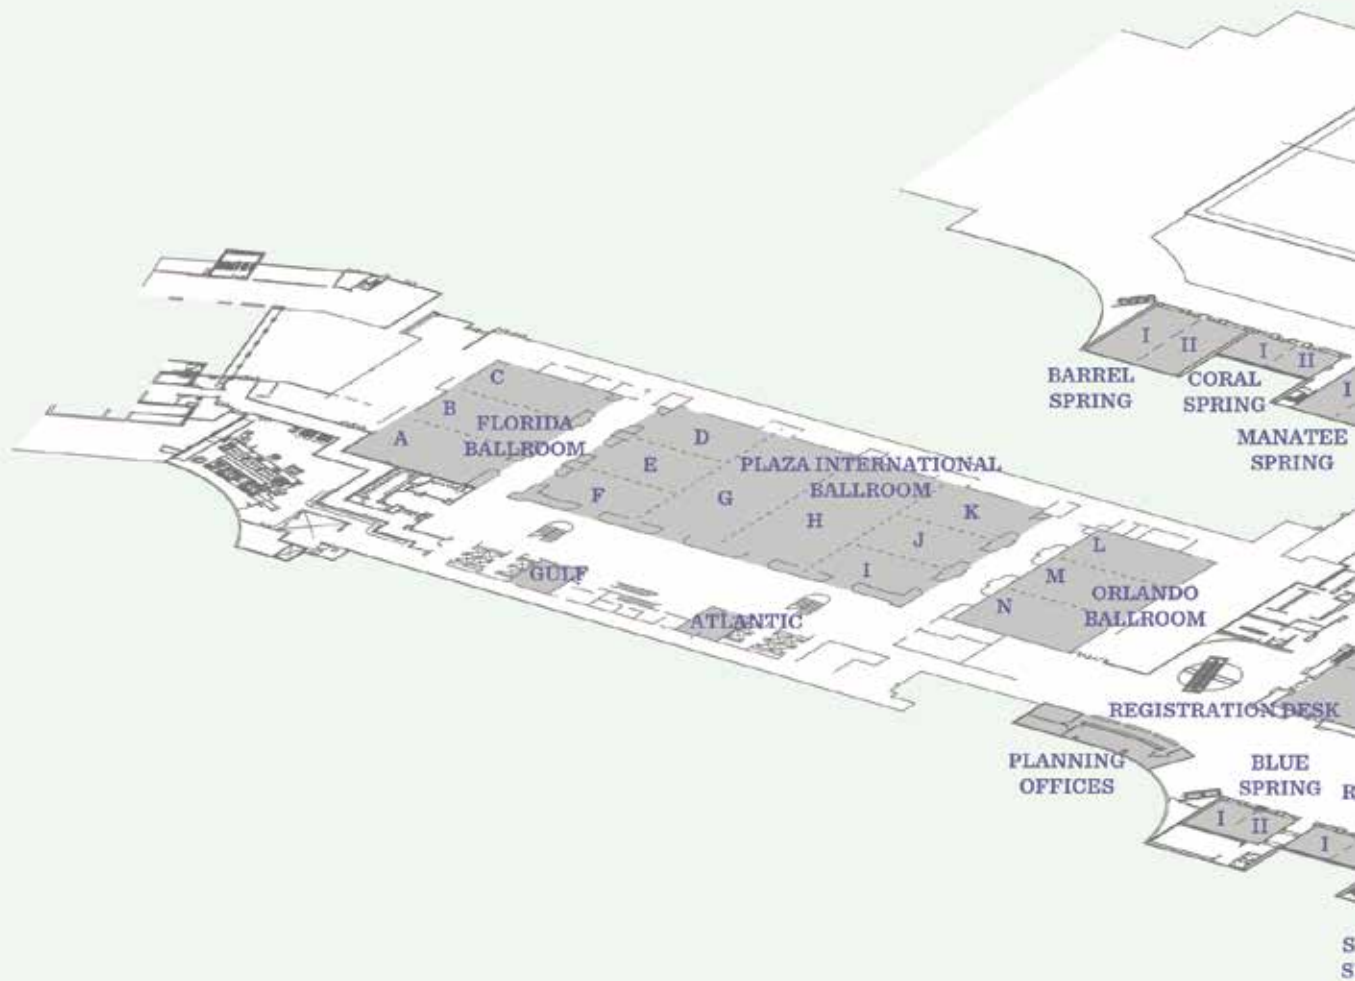 I
II
I
II
I
BARREL
SPRING
CORAL
SPRING
MANATEE
SPRING
C
B
A
FLORIDA
BALLROOM
D
E
F
G
H
PLAZA INTERNATIONAL
BALLROOM
K
J
I
L
M
N
ORLANDO
BALLROOM
GULF
ATLANTIC
REGISTRATION DESK
PLANNING
OFFICES
BLUE
SPRING
R
I
II
I
S
S